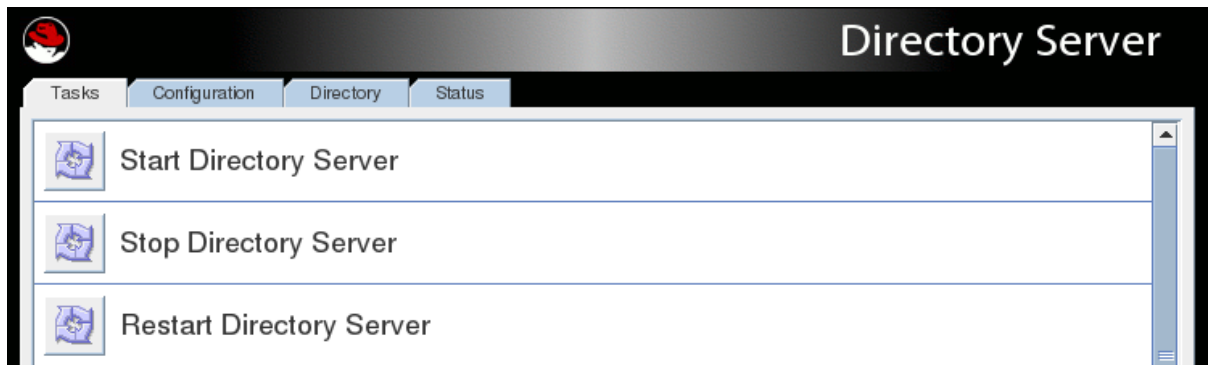 Directory Server
Tasks Configuration Directory Status
Start Directory Server
Stop Directory Server
Restart Directory Server